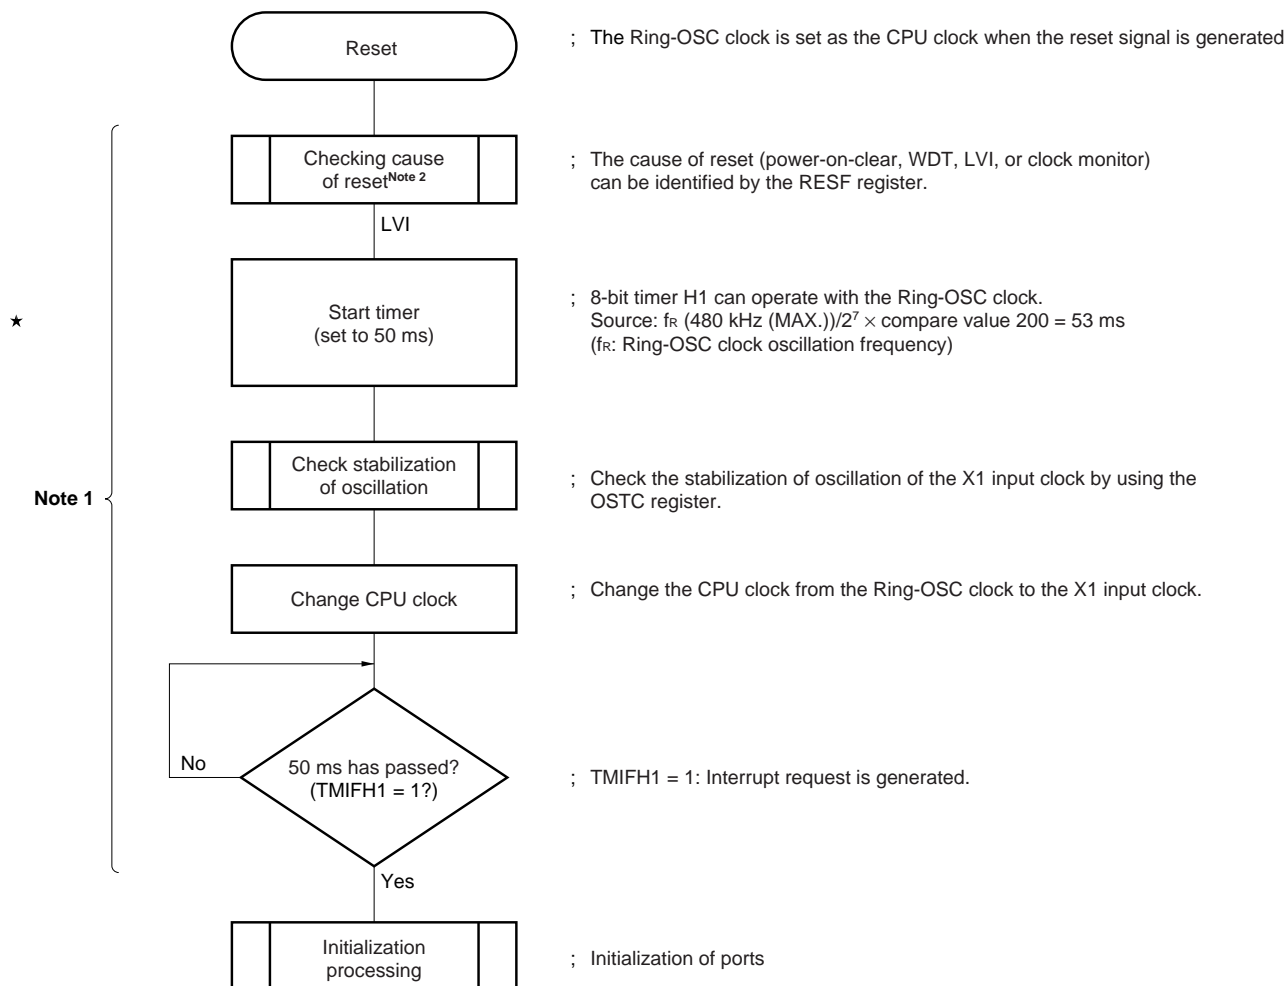 Reset
; The Ring-OSC clock is set as the CPU clock when the reset signal is generated
Checking cause
of reset Note 2
; The cause of reset (power-on-clear, WDT, LVI, or clock monitor)
can be identified by the RESF register.
LVI
★
Start timer
(set to 50 ms)
; 8-bit timer H1 can operate with the Ring-OSC clock.
Source: fR (480 kHz (MAX.))/2⁷ × compare value 200 = 53 ms
(fR: Ring-OSC clock oscillation frequency)
Note 1
Check stabilization
of oscillation
; Check the stabilization of oscillation of the X1 input clock by using the
OSTC register.
Change CPU clock
; Change the CPU clock from the Ring-OSC clock to the X1 input clock.
No
50 ms has passed?
(TMIFH1 = 1?)
; TMIFH1 = 1: Interrupt request is generated.
Yes
Initialization
processing
; Initialization of ports